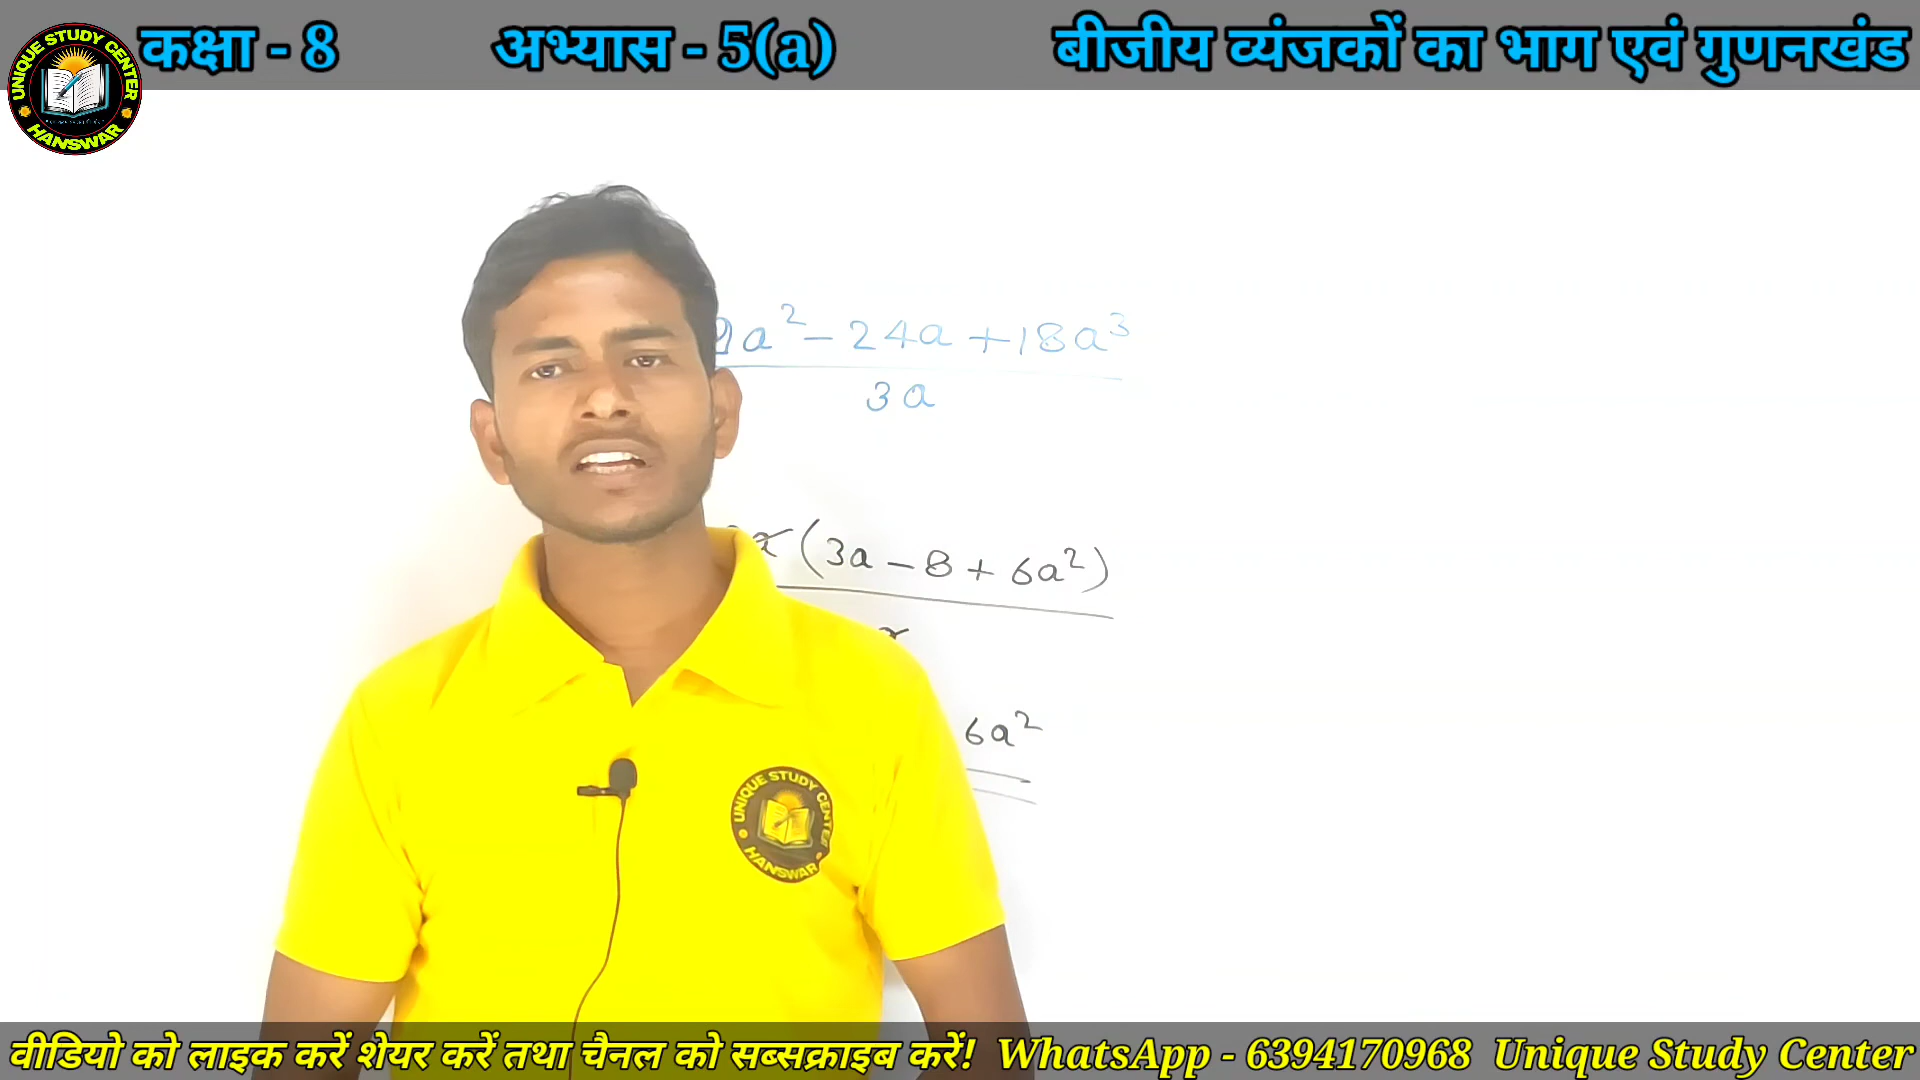 कक्षा - 8 अभ्यास - 5(a) बीजीय व्यंजकों का भाग एवं गुणनखंड
UNIQUE STUDY CENTER
HANSWAR
a² - 24a + 18a³
3a
(3a - 8 + 6a²)
6a²
UNIQUE STUDY CENTER
HANSWAR
वीडियो को लाइक करें शेयर करें तथा चैनल को सब्सक्राइब करें! WhatsApp - 6394170968 Unique Study Center